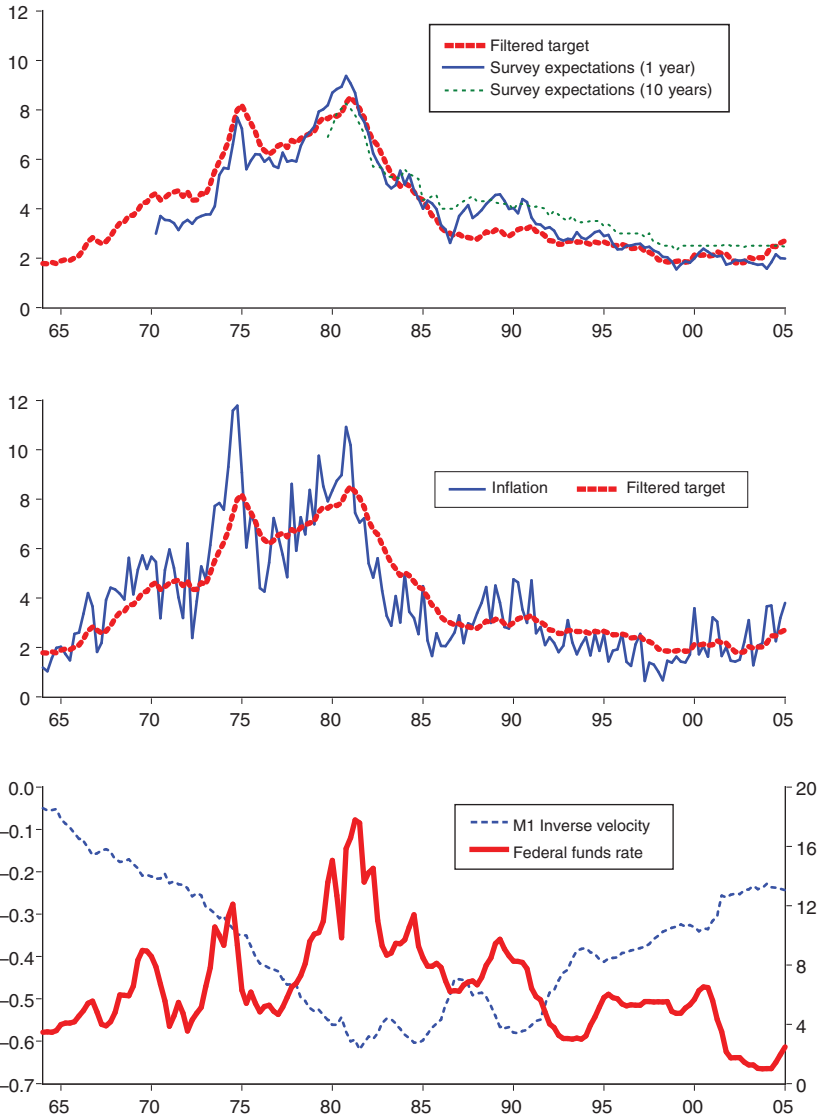 12
10
8
6
4
2
0
Filtered target
Survey expectations (1 year)
Survey expectations (10 years)
65 70 75 80 85 90 95 00 05
12
10
8
6
4
2
0
Inflation Filtered target
65 70 75 80 85 90 95 00 05
0.0 20
–0.1
–0.2 16
–0.3 12
–0.4
–0.5 8
–0.6 4
–0.7 0
M1 Inverse velocity
Federal funds rate
65 70 75 80 85 90 95 00 05